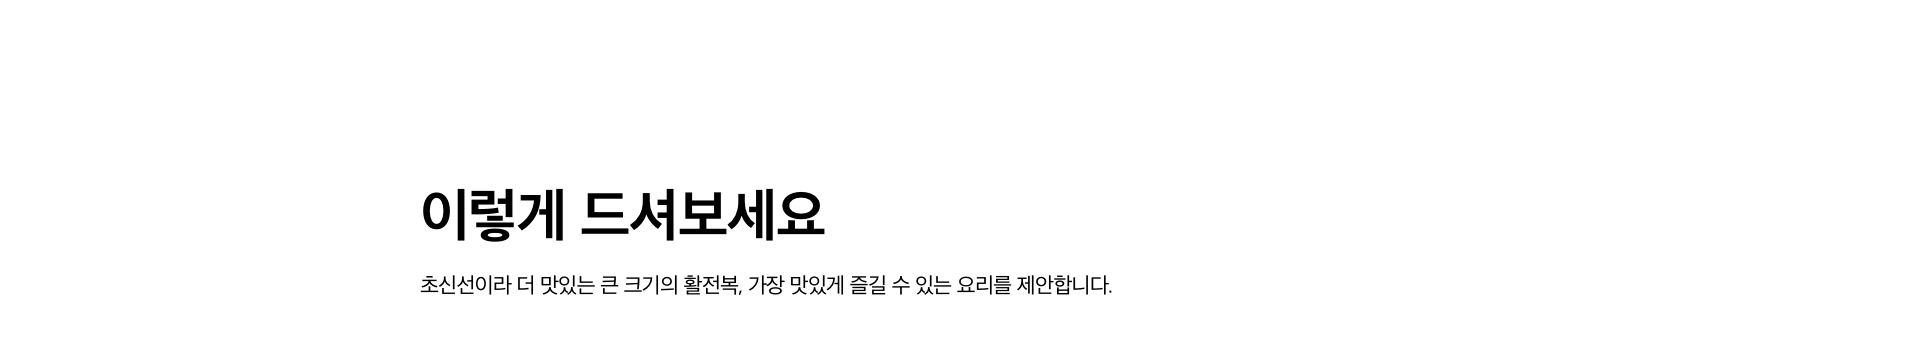 이렇게 드셔보세요
초신선이라 더 맛있는 큰 크기의 활전복, 가장 맛있게 즐길 수 있는 요리를 제안합니다.